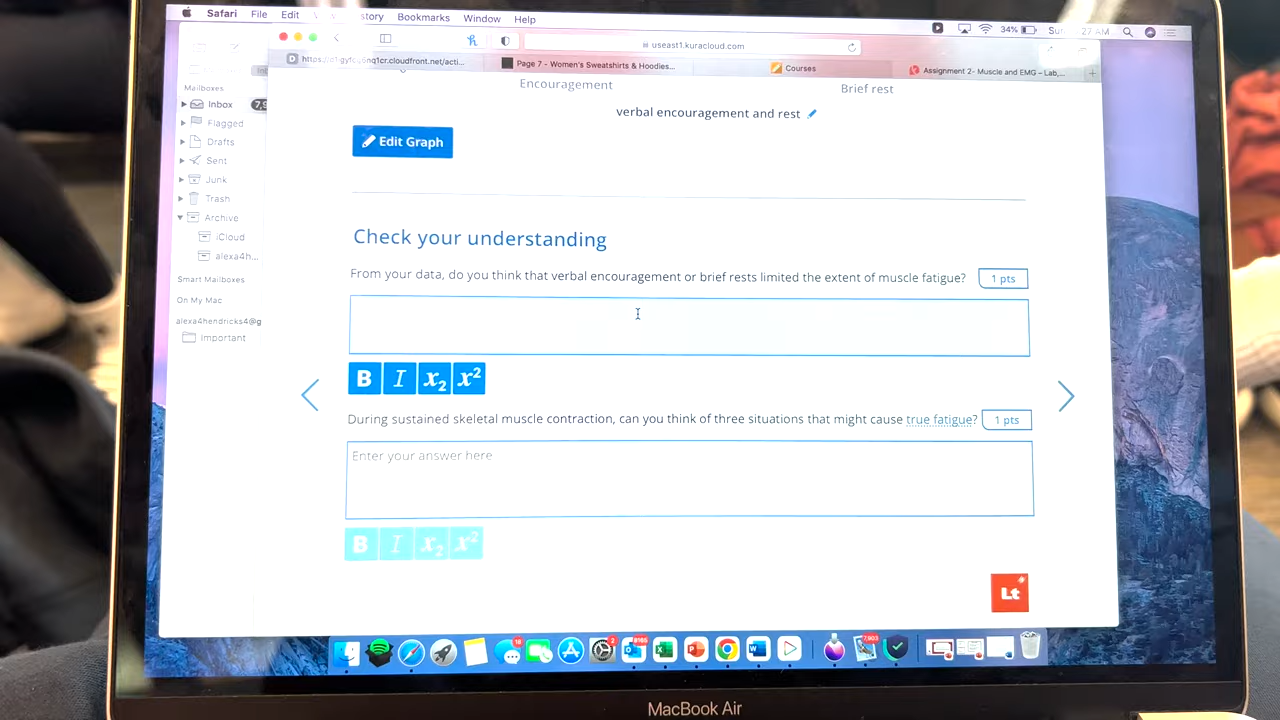 Safari File Edit story Bookmarks Window Help 34% AM
useast1.kuracloud.com
Page 7 - Women's Sweatshirts & Hoodies...
Courses
Assignment 2- Muscle and EMG – Lab,...
Mailboxes
Inbox
Flagged
Drafts
Sent
Junk
Trash
Archive
iCloud
alexa4h...
Smart Mailboxes
On My Mac
alexa4hendricks4@g
Important
Encouragement
Brief rest
verbal encouragement and rest
Edit Graph
Check your understanding
From your data, do you think that verbal encouragement or brief rests limited the extent of muscle fatigue? 1 pts
B I x₂ x²
During sustained skeletal muscle contraction, can you think of three situations that might cause true fatigue? 1 pts
Enter your answer here
B I x₂ x²
Lt
MacBook Air